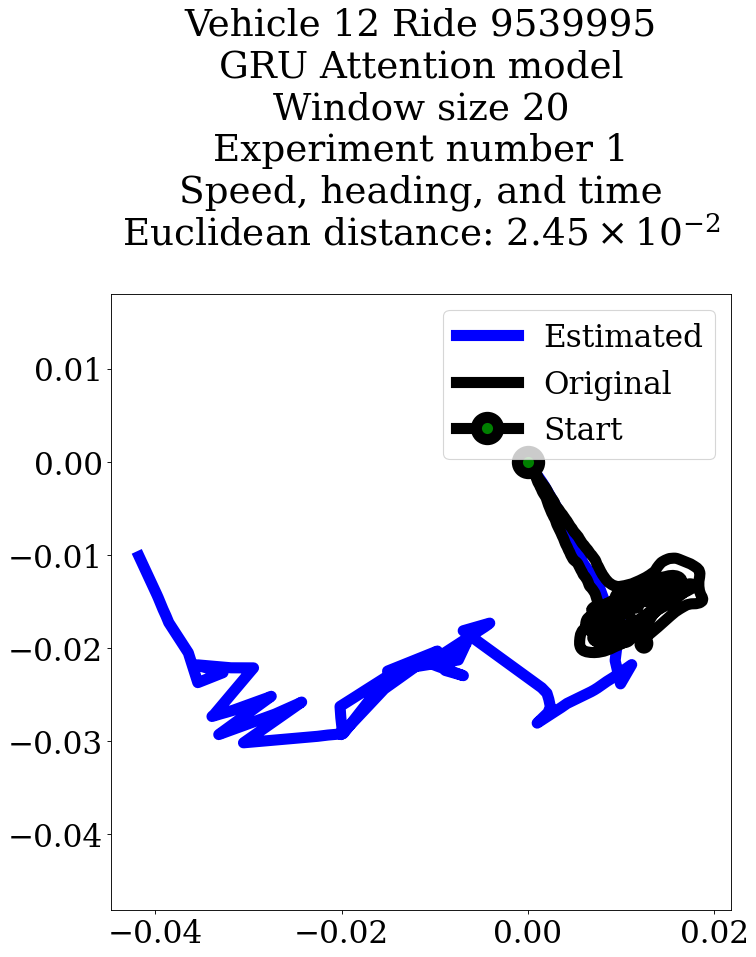 Vehicle 12 Ride 9539995
GRU Attention model
Window size 20
Experiment number 1
Speed, heading, and time
Euclidean distance: 2.45 × 10⁻²
Estimated
Original
Start
0.01
0.00
−0.01
−0.02
−0.03
−0.04
−0.04 −0.02 0.00 0.02